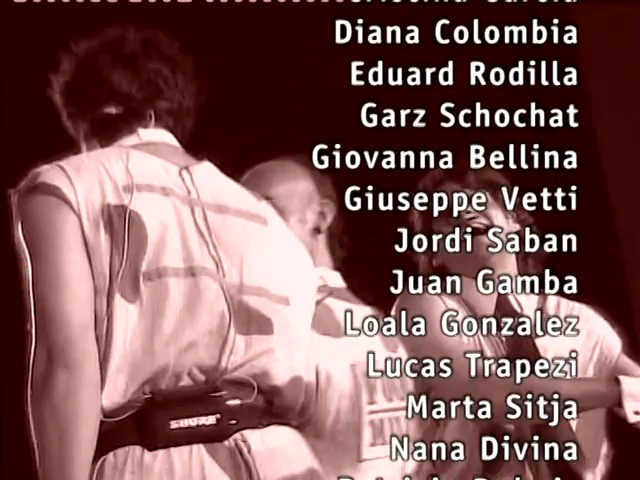 Diana Colombia
Eduard Rodilla
Garz Schochat
Giovanna Bellina
Giuseppe Vetti
Jordi Saban
Juan Gamba
Loala Gonzalez
Lucas Trapezi
Marta Sitja
SHURE
Nana Divina